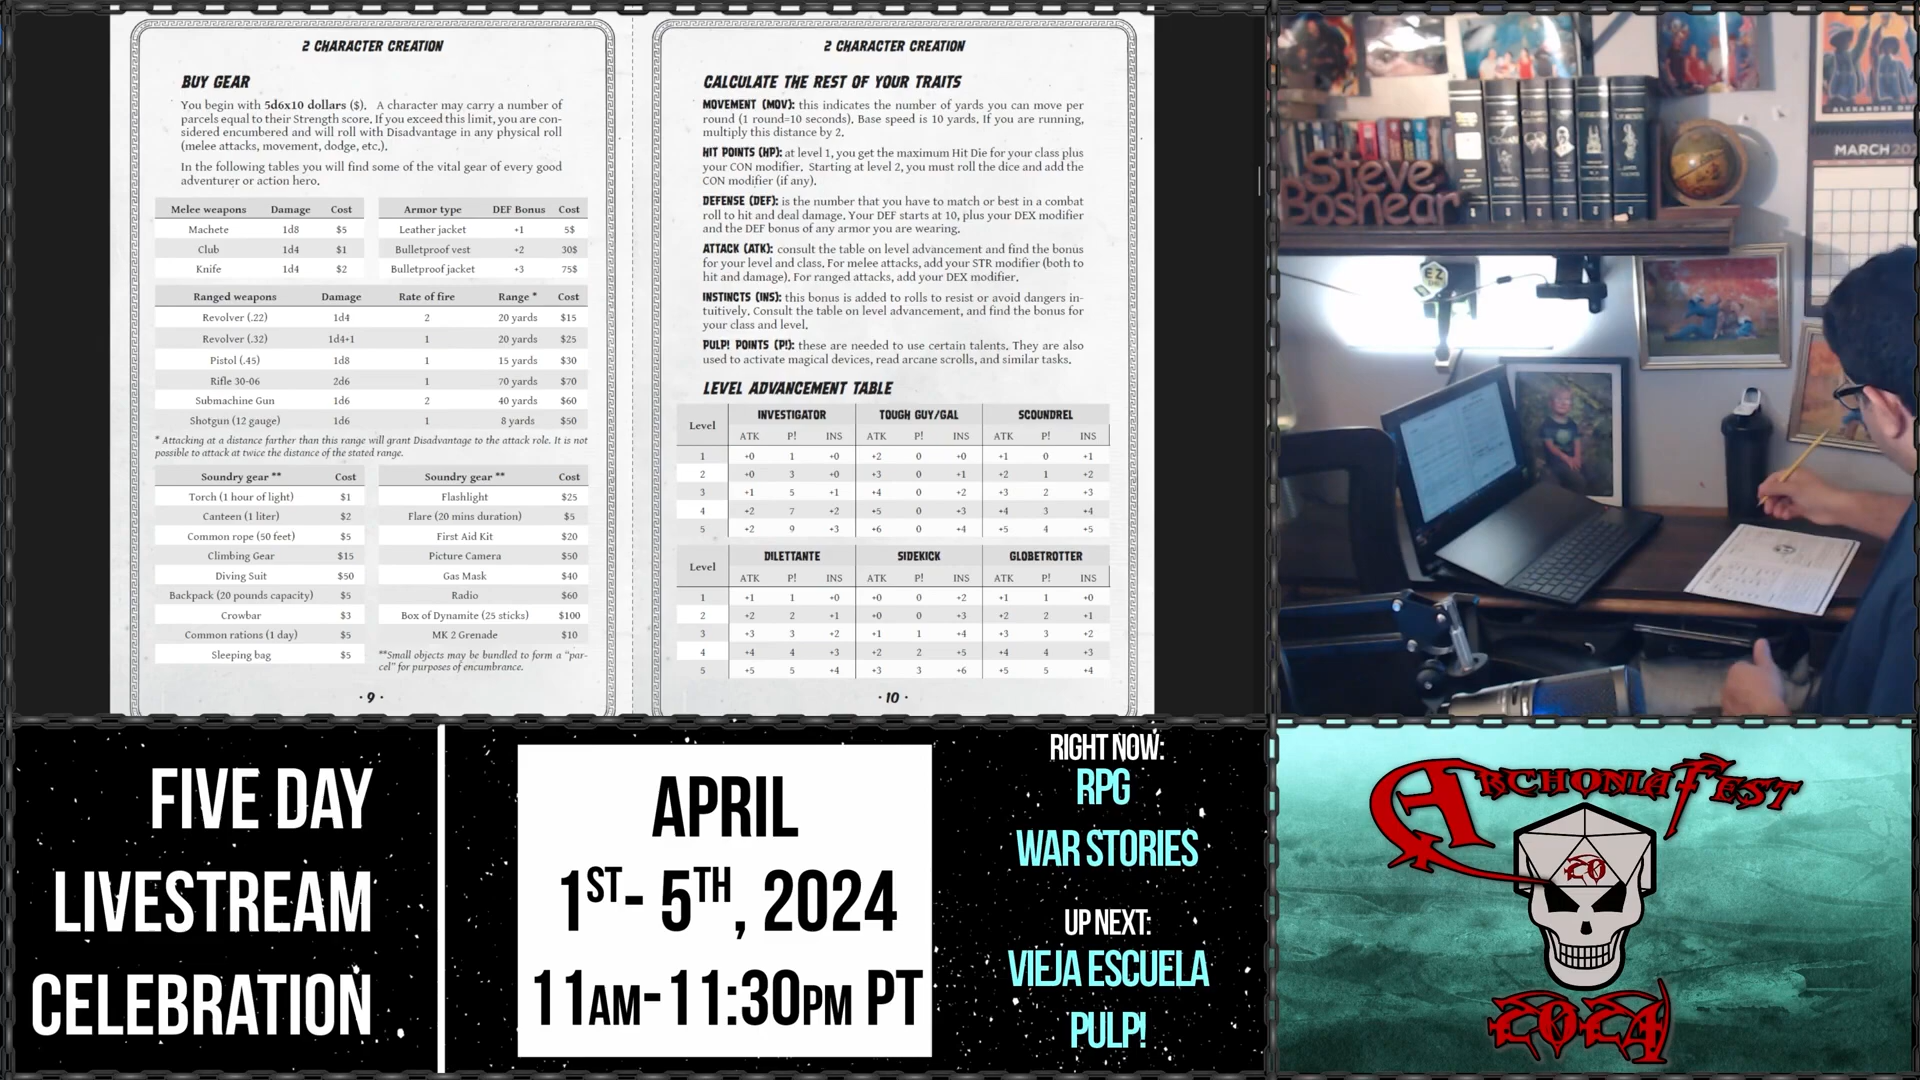 2 CHARACTER CREATION
BUY GEAR
You begin with 5d6x10 dollars ($). A character may carry a number of
parcels equal to their Strength score. If you exceed this limit, you are con-
sidered encumbered and will roll with Disadvantage in any physical roll
(melee attacks, movement, dodge, etc.).
In the following tables you will find some of the vital gear of every good
adventurer or action hero.
Melee weapons Damage Cost
Machete 1d8 $5
Club 1d4 $1
Knife 1d4 $2
Armor type DEF Bonus Cost
Leather jacket +1 5$
Bulletproof vest +2 30$
Bulletproof jacket +3 75$
Ranged weapons Damage Rate of fire Range * Cost
Revolver (.22) 1d4 2 20 yards $15
Revolver (.32) 1d4+1 1 20 yards $25
Pistol (.45) 1d8 1 15 yards $30
Rifle 30-06 2d6 1 70 yards $70
Submachine Gun 1d6 2 40 yards $60
Shotgun (12 gauge) 1d6 1 8 yards $50
* Attacking at a distance farther than this range will grant Disadvantage to the attack role. It is not
possible to attack at twice the distance of the stated range.
Soundry gear ** Cost
Torch (1 hour of light) $1
Canteen (1 liter) $2
Common rope (50 feet) $5
Climbing Gear $15
Diving Suit $50
Backpack (20 pounds capacity) $5
Crowbar $3
Common rations (1 day) $5
Sleeping bag $5
Soundry gear ** Cost
Flashlight $25
Flare (20 mins duration) $5
First Aid Kit $20
Picture Camera $50
Gas Mask $40
Radio $60
Box of Dynamite (25 sticks) $100
MK 2 Grenade $10
**Small objects may be bundled to form a “par-
cel” for purposes of encumbrance.
· 9 ·
2 CHARACTER CREATION
CALCULATE THE REST OF YOUR TRAITS
MOVEMENT (MOV): this indicates the number of yards you can move per
round (1 round=10 seconds). Base speed is 10 yards. If you are running,
multiply this distance by 2.
HIT POINTS (HP): at level 1, you get the maximum Hit Die for your class plus
your CON modifier. Starting at level 2, you must roll the dice and add the
CON modifier (if any).
DEFENSE (DEF): is the number that you have to match or best in a combat
roll to hit and deal damage. Your DEF starts at 10, plus your DEX modifier
and the DEF bonus of any armor you are wearing.
ATTACK (ATK): consult the table on level advancement and find the bonus
for your level and class. For melee attacks, add your STR modifier (both to
hit and damage). For ranged attacks, add your DEX modifier.
INSTINCTS (INS): this bonus is added to rolls to resist or avoid dangers in-
tuitively. Consult the table on level advancement, and find the bonus for
your class and level.
PULP! POINTS (P!): these are needed to use certain talents. They are also
used to activate magical devices, read arcane scrolls, and similar tasks.
LEVEL ADVANCEMENT TABLE
Level INVESTIGATOR TOUGH GUY/GAL SCOUNDREL
ATK P! INS ATK P! INS ATK P! INS
1 +0 1 +0 +2 0 +0 +1 0 +1
2 +0 3 +0 +3 0 +1 +2 1 +2
3 +1 5 +1 +4 0 +2 +3 2 +3
4 +2 7 +2 +5 0 +3 +4 3 +4
5 +2 9 +3 +6 0 +4 +5 4 +5
Level DILETTANTE SIDEKICK GLOBETROTTER
ATK P! INS ATK P! INS ATK P! INS
1 +1 1 +0 +0 0 +2 +1 1 +0
2 +2 2 +1 +0 0 +3 +2 2 +1
3 +3 3 +2 +1 1 +4 +3 3 +2
4 +4 4 +3 +2 2 +5 +4 4 +3
5 +5 5 +4 +3 3 +6 +5 5 +4
· 10 ·
Steve
Boshear
MARCH
EZ
FIVE DAY
LIVESTREAM
CELEBRATION
APRIL
1ST- 5TH, 2024
11AM-11:30PM PT
RIGHT NOW:
RPG
WAR STORIES
UP NEXT:
VIEJA ESCUELA
PULP!
ARCHONIAFEST
20
2024